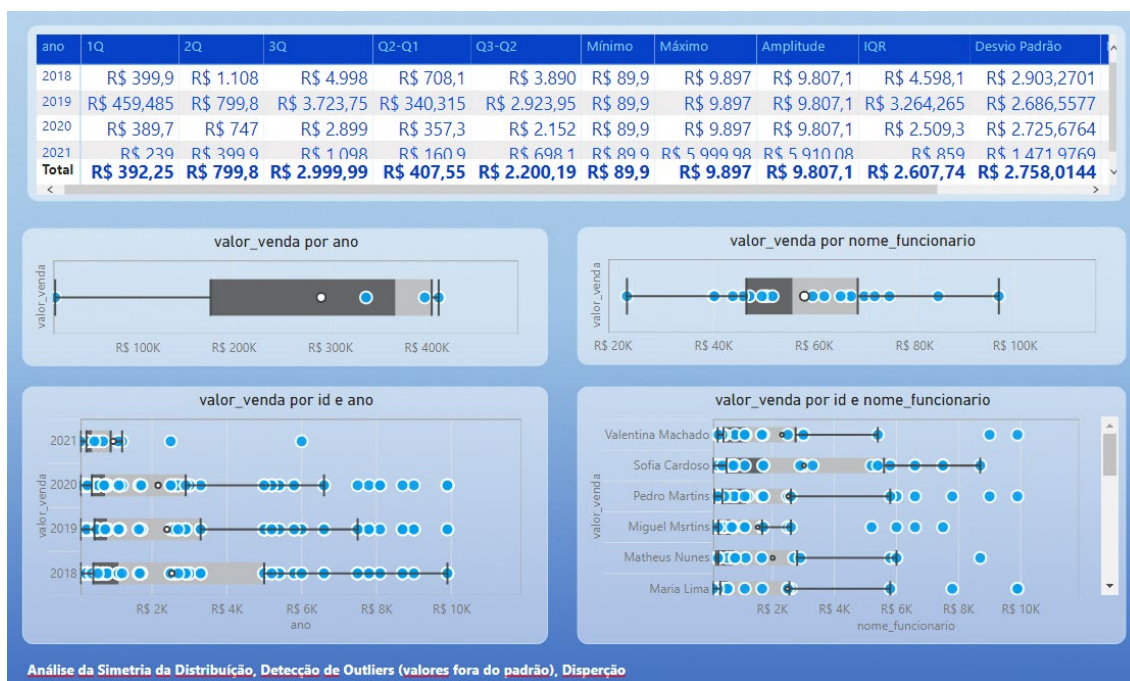 ano 1Q 2Q 3Q Q2-Q1 Q3-Q2 Mínimo Máximo Amplitude IQR Desvio Padrão
2018 R$ 399,9 R$ 1.108 R$ 4.998 R$ 708,1 R$ 3.890 R$ 89,9 R$ 9.897 R$ 9.807,1 R$ 4.598,1 R$ 2.903,2701
2019 R$ 459,485 R$ 799,8 R$ 3.723,75 R$ 340,315 R$ 2.923,95 R$ 89,9 R$ 9.897 R$ 9.807,1 R$ 3.264,265 R$ 2.686,5577
2020 R$ 389,7 R$ 747 R$ 2.899 R$ 357,3 R$ 2.152 R$ 89,9 R$ 9.897 R$ 9.807,1 R$ 2.509,3 R$ 2.725,6764
2021 R$ 239 R$ 399,9 R$ 1.098 R$ 160,9 R$ 698,1 R$ 89,9 R$ 5.999,98 R$ 5.910,08 R$ 859 R$ 1.471,9769
Total R$ 392,25 R$ 799,8 R$ 2.999,99 R$ 407,55 R$ 2.200,19 R$ 89,9 R$ 9.897 R$ 9.807,1 R$ 2.607,74 R$ 2.758,0144
valor_venda por ano
valor_venda
R$ 100K R$ 200K R$ 300K R$ 400K
valor_venda por nome_funcionario
valor_venda
R$ 20K R$ 40K R$ 60K R$ 80K R$ 100K
valor_venda por id e ano
valor_venda
2021
2020
2019
2018
R$ 2K R$ 4K R$ 6K R$ 8K R$ 10K
ano
valor_venda por id e nome_funcionario
valor_venda
Valentina Machado
Sofia Cardoso
Pedro Martins
Miguel Msrtins
Matheus Nunes
Maria Lima
R$ 2K R$ 4K R$ 6K R$ 8K R$ 10K
nome_funcionario
Análise da Simetria da Distribuíção, Detecção de Outliers (valores fora do padrão), Disperção